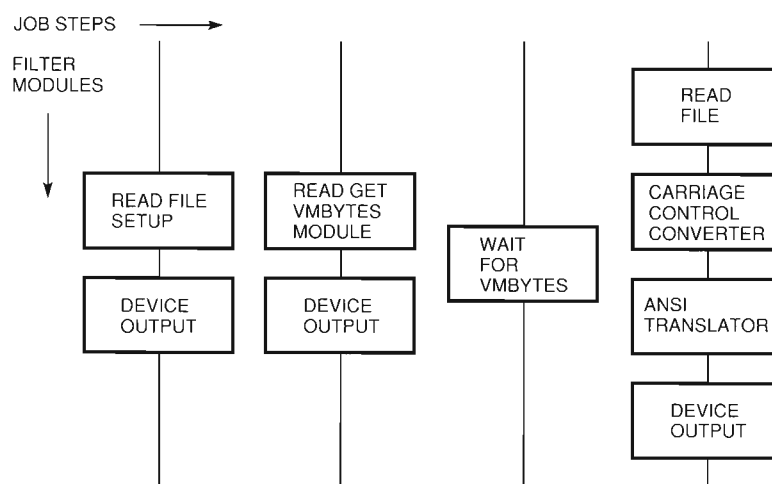 JOB STEPS
FILTER
MODULES
READ FILE
SETUP
DEVICE
OUTPUT
READ GET
VMBYTES
MODULE
DEVICE
OUTPUT
WAIT
FOR
VMBYTES
READ
FILE
CARRIAGE
CONTROL
CONVERTER
ANSI
TRANSLATOR
DEVICE
OUTPUT